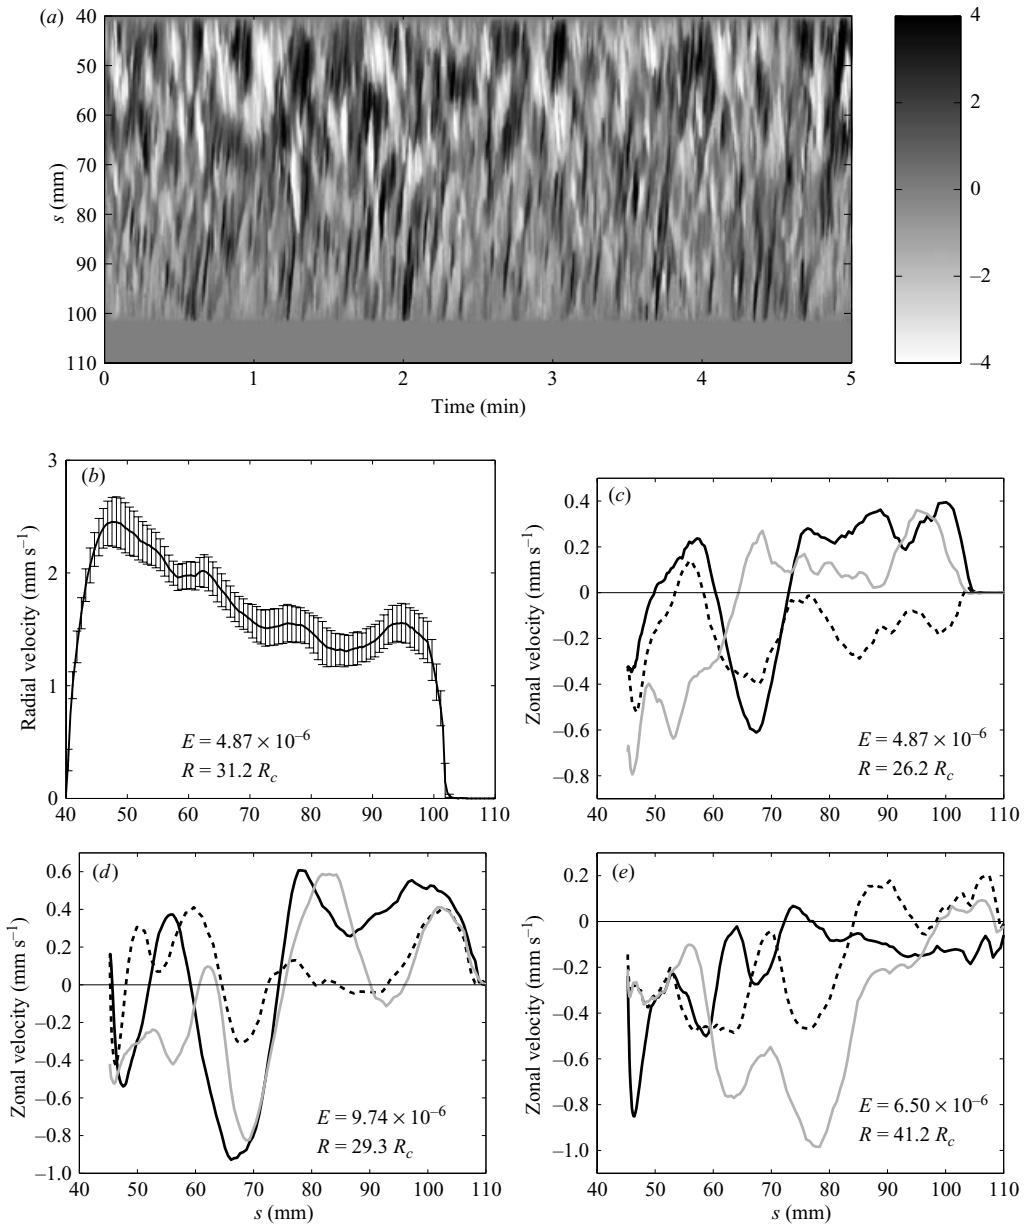 (a)
40
50
60
70
80
90
100
110
s (mm)
0
1
2
3
4
5
Time (min)
4
2
0
–2
–4
(b)
3
2
1
0
Radial velocity (mm s⁻¹)
E = 4.87 × 10⁻⁶
R = 31.2 R_c
40 50 60 70 80 90 100 110
(c)
0.4
0.2
0
–0.2
–0.4
–0.6
–0.8
Zonal velocity (mm s⁻¹)
E = 4.87 × 10⁻⁶
R = 26.2 R_c
40 50 60 70 80 90 100 110
(d)
0.6
0.4
0.2
0
–0.2
–0.4
–0.6
–0.8
–1.0
Zonal velocity (mm s⁻¹)
E = 9.74 × 10⁻⁶
R = 29.3 R_c
40 50 60 70 80 90 100 110
s (mm)
(e)
0.2
0
–0.2
–0.4
–0.6
–0.8
–1.0
Zonal velocity (mm s⁻¹)
E = 6.50 × 10⁻⁶
R = 41.2 R_c
40 50 60 70 80 90 100 110
s (mm)